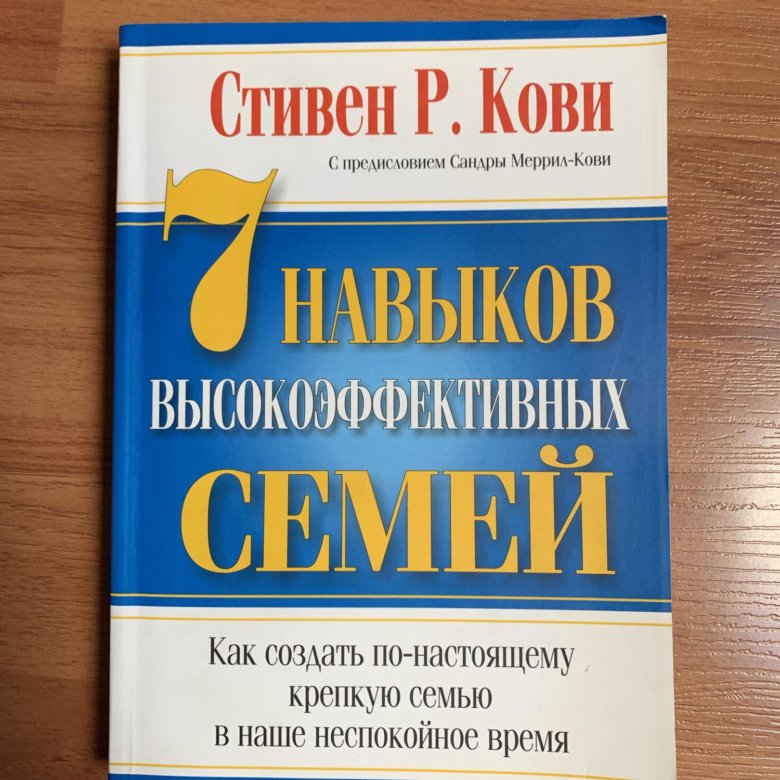 Стивен Р. Кови
С предисловием Сандры Меррил-Кови
7 НАВЫКОВ
ВЫСОКОЭФФЕКТИВНЫХ
СЕМЕЙ
Как создать по-настоящему
крепкую семью
в наше неспокойное время